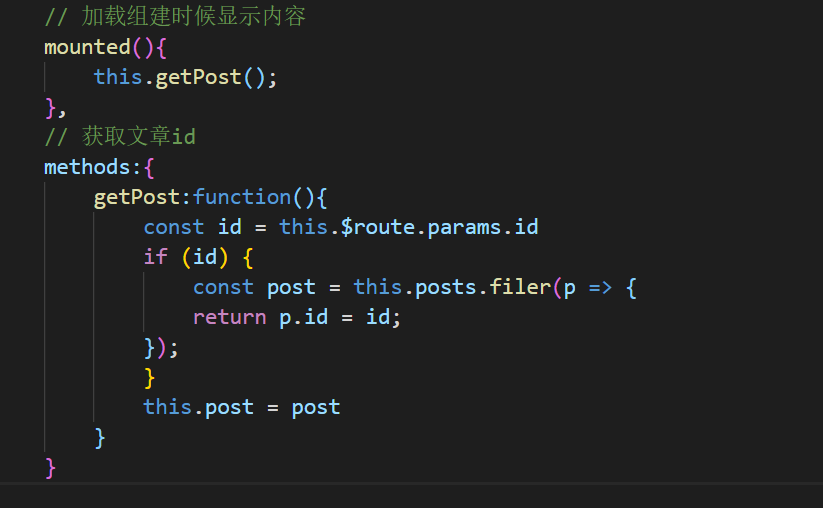 // 加载组建时候显示内容
mounted(){
this.getPost();
},
// 获取文章id
methods:{
getPost:function(){
const id = this.$route.params.id
if (id) {
const post = this.posts.filer(p => {
return p.id = id;
});
}
this.post = post
}
}